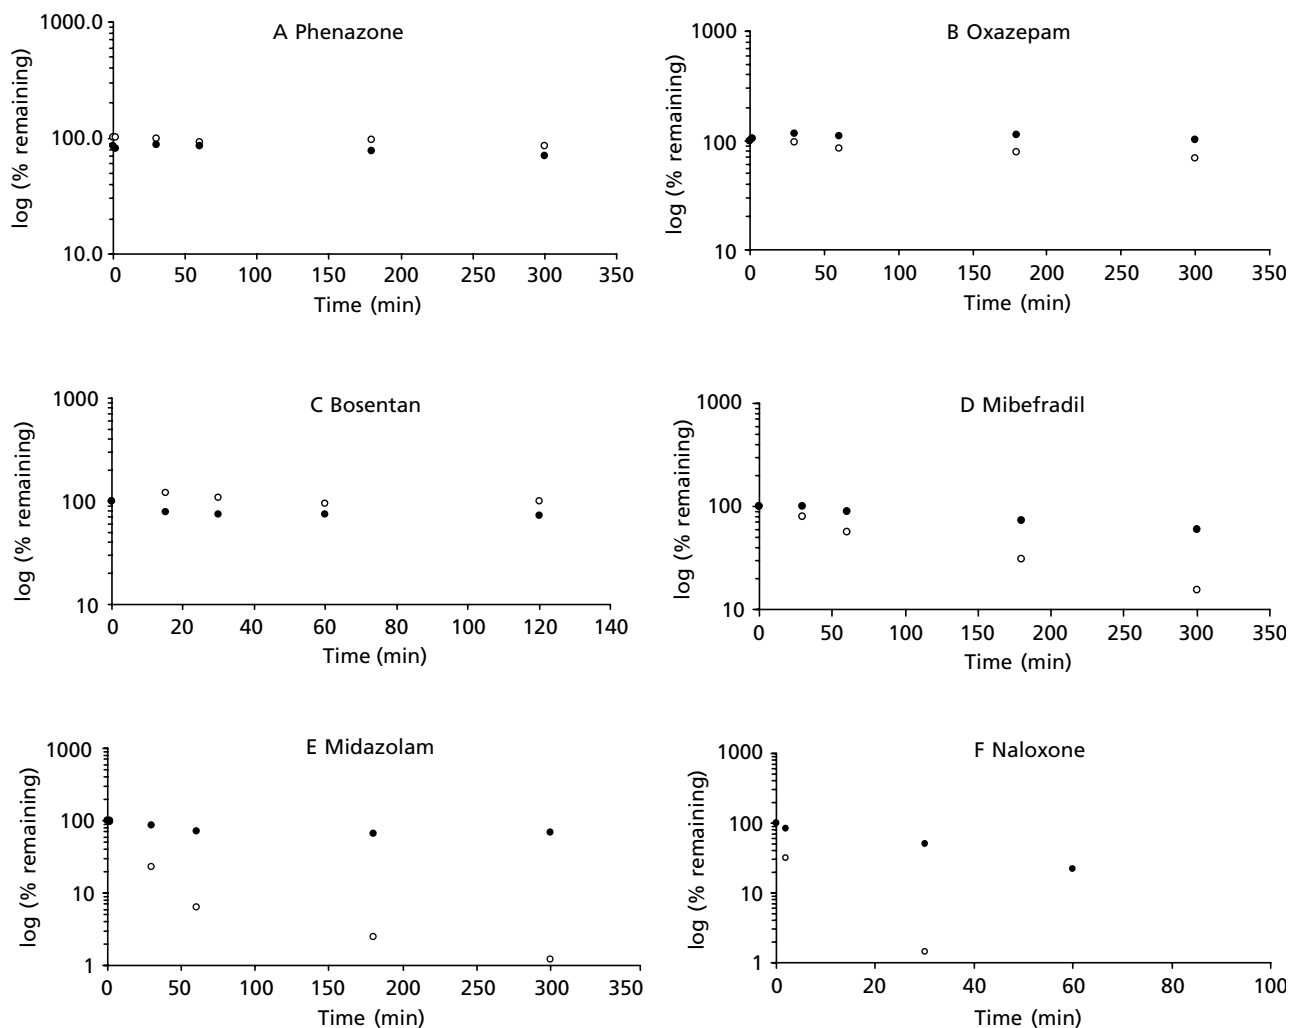 A Phenazone
log (% remaining)
1000.0
100.0
10.0
0 50 100 150 200 250 300 350
Time (min)
B Oxazepam
log (% remaining)
1000
100
10
0 50 100 150 200 250 300 350
Time (min)
C Bosentan
log (% remaining)
1000
100
10
0 20 40 60 80 100 120 140
Time (min)
D Mibefradil
log (% remaining)
1000
100
10
0 50 100 150 200 250 300 350
Time (min)
E Midazolam
log (% remaining)
1000
100
10
1
0 50 100 150 200 250 300 350
Time (min)
F Naloxone
log (% remaining)
1000
100
10
1
0 20 40 60 80 100
Time (min)